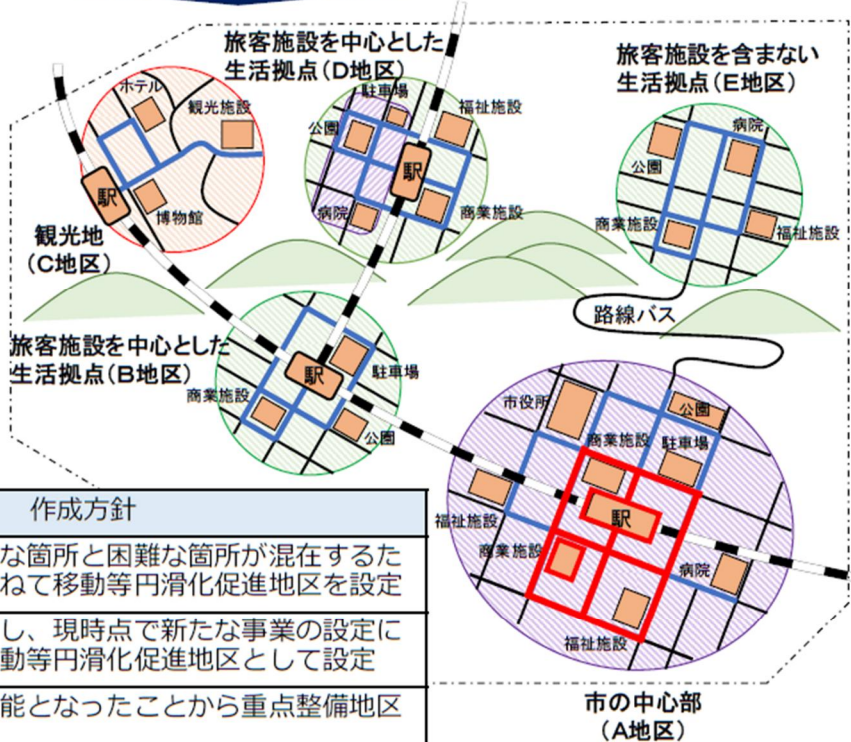 旅客施設を中心とした
生活拠点(D地区)
旅客施設を含まない
生活拠点(E地区)
ホテル
観光施設
駅
博物館
観光地
(C地区)
駐車場
福祉施設
公園
駅
病院
商業施設
病院
公園
商業施設
福祉施設
路線バス
旅客施設を中心とした
生活拠点(B地区)
駅
駐車場
商業施設
公園
市役所
公園
商業施設
駐車場
福祉施設
駅
商業施設
病院
福祉施設
市の中心部
(A地区)
作成方針
な箇所と困難な箇所が混在するた
ねて移動等円滑化促進地区を設定
し、現時点で新たな事業の設定に
動等円滑化促進地区として設定
能となったことから重点整備地区